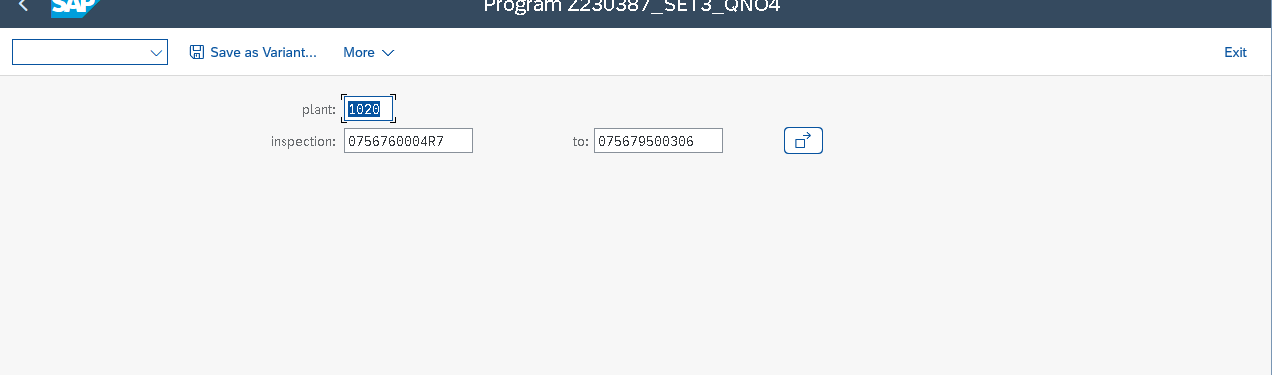 SAP
Program Z230387_SET3_QNO4
Save as Variant... More Exit
plant: 1020
inspection: 0756760004R7 to: 075679500306